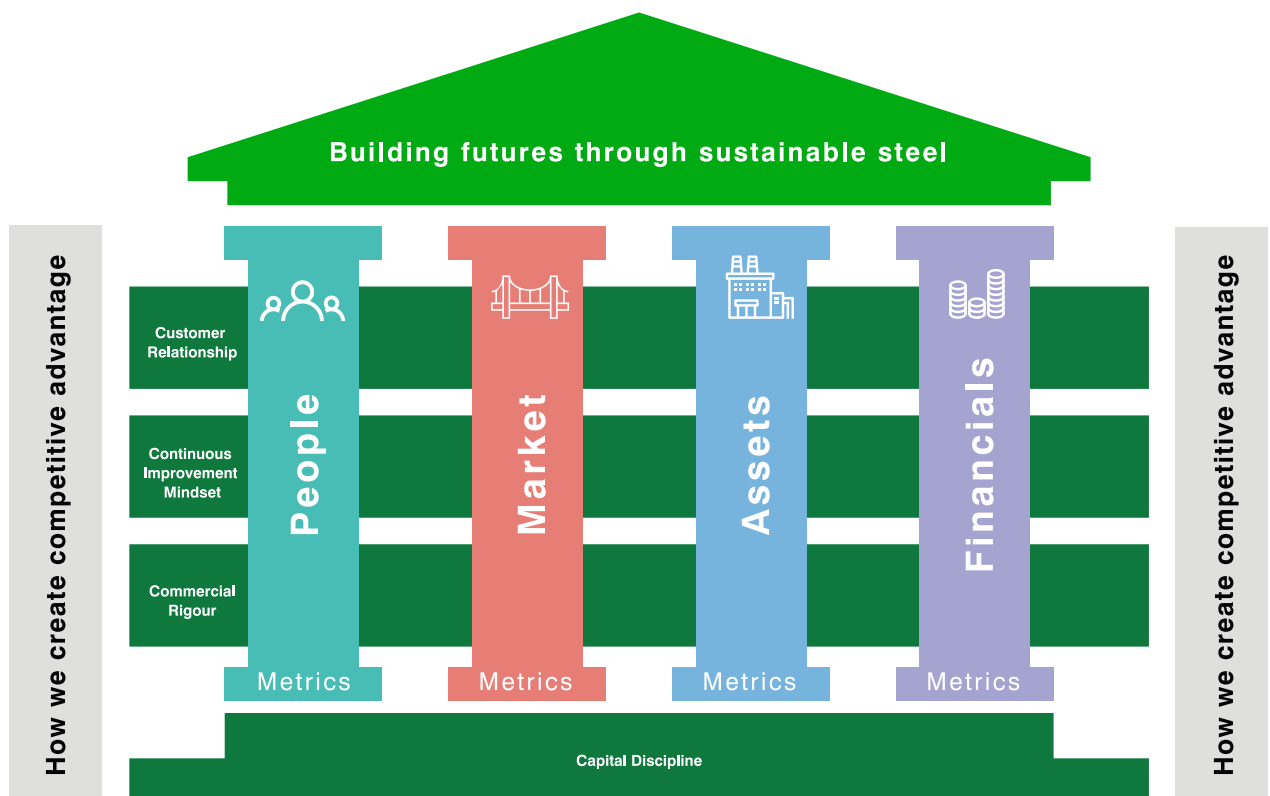 Building futures through sustainable steel
How we create competitive advantage
Customer
Relationship
Continuous
Improvement
Mindset
Commercial
Rigour
People
Market
Assets
Financials
Metrics
Metrics
Metrics
Metrics
Capital Discipline
How we create competitive advantage